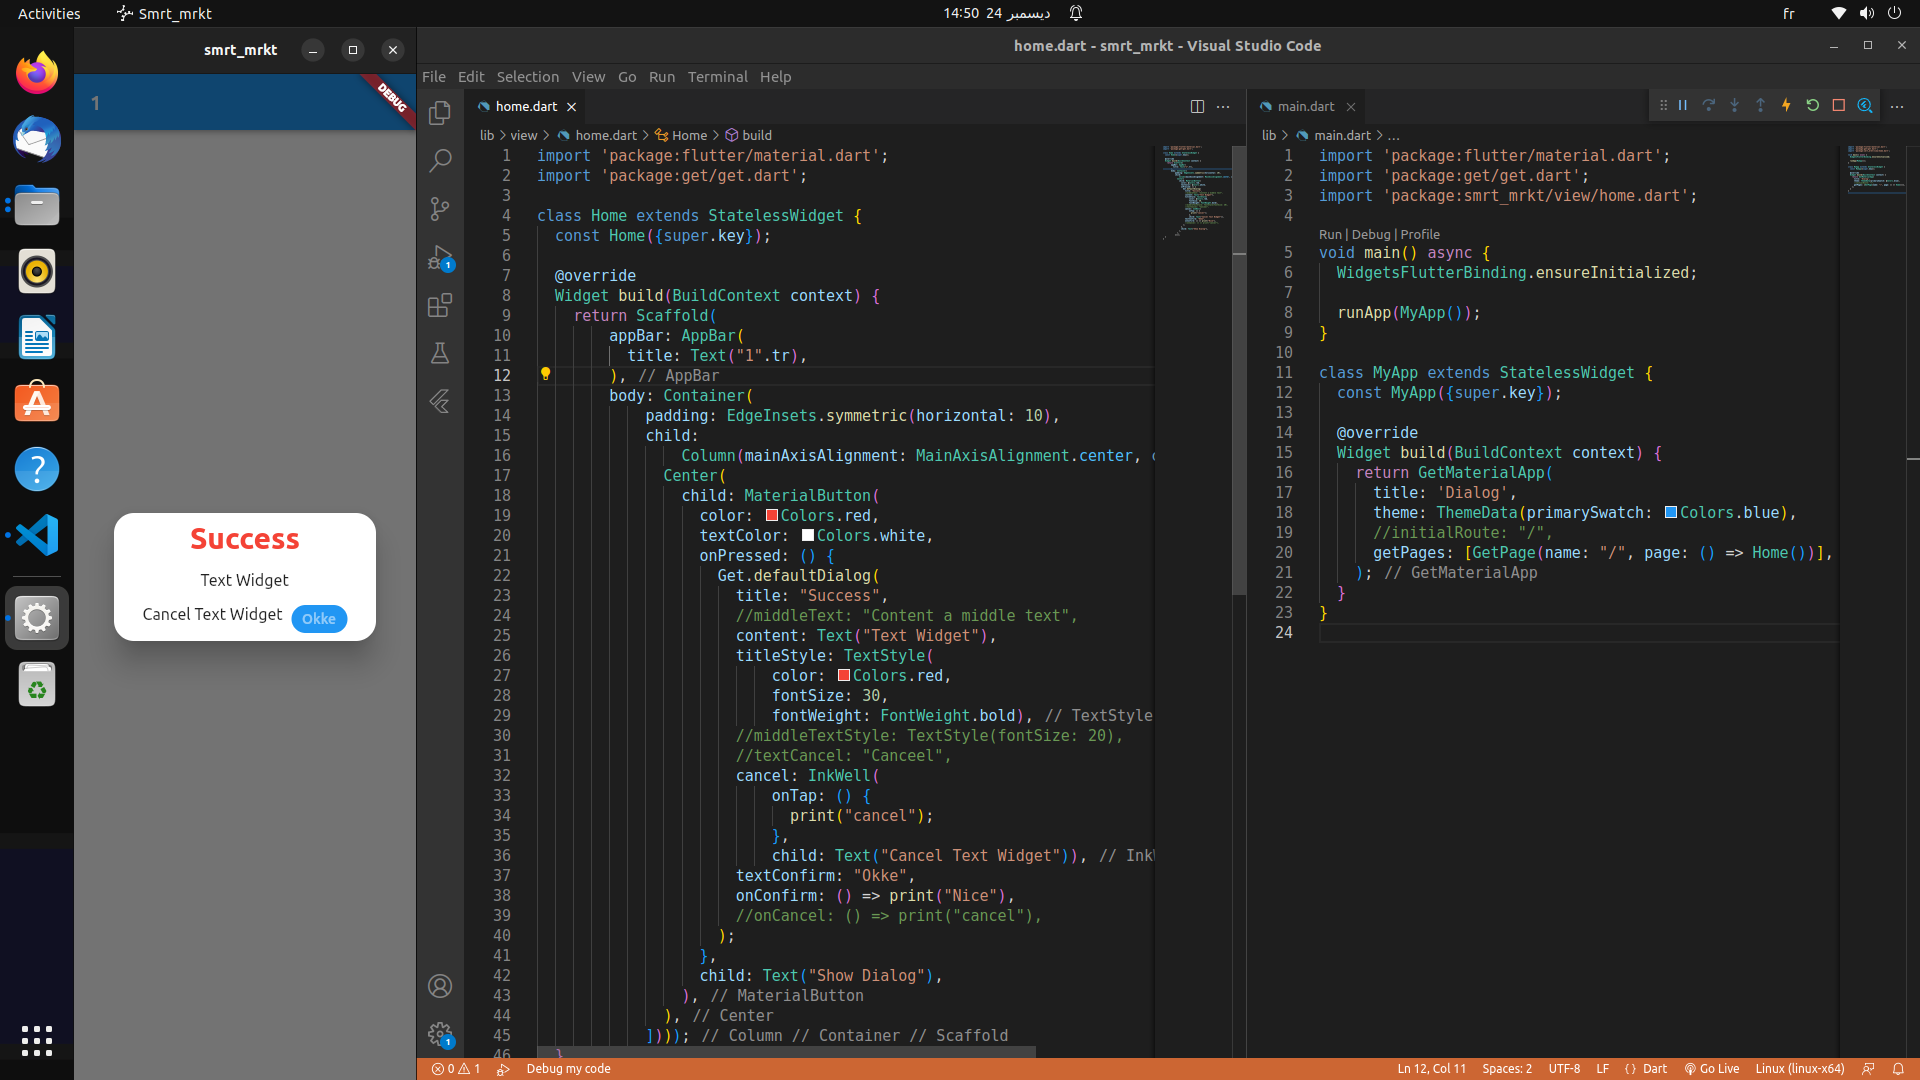 Activities
Smrt_mrkt
14:50 24 ديسمبر
fr
smrt_mrkt
1
DEBUG
Success
Text Widget
Cancel Text Widget
Okke
home.dart - smrt_mrkt - Visual Studio Code
File Edit Selection View Go Run Terminal Help
home.dart
lib > view > home.dart > Home > build
1 import 'package:flutter/material.dart';
2 import 'package:get/get.dart';
3
4 class Home extends StatelessWidget {
5 const Home({super.key});
6
7 @override
8 Widget build(BuildContext context) {
9 return Scaffold(
10 appBar: AppBar(
11 title: Text("1".tr),
12 ), // AppBar
13 body: Container(
14 padding: EdgeInsets.symmetric(horizontal: 10),
15 child:
16 Column(mainAxisAlignment: MainAxisAlignment.center,
17 Center(
18 child: MaterialButton(
19 color: Colors.red,
20 textColor: Colors.white,
21 onPressed: () {
22 Get.defaultDialog(
23 title: "Success",
24 //middleText: "Content a middle text",
25 content: Text("Text Widget"),
26 titleStyle: TextStyle(
27 color: Colors.red,
28 fontSize: 30,
29 fontWeight: FontWeight.bold), // TextStyle
30 //middleTextStyle: TextStyle(fontSize: 20),
31 //textCancel: "Canceel",
32 cancel: InkWell(
33 onTap: () {
34 print("cancel");
35 },
36 child: Text("Cancel Text Widget")), // Ink
37 textConfirm: "Okke",
38 onConfirm: () => print("Nice"),
39 //onCancel: () => print("cancel"),
40 );
41 },
42 child: Text("Show Dialog"),
43 ), // MaterialButton
44 ), // Center
45 ]))); // Column // Container // Scaffold
46 }
main.dart
lib > main.dart > ...
1 import 'package:flutter/material.dart';
2 import 'package:get/get.dart';
3 import 'package:smrt_mrkt/view/home.dart';
4
Run | Debug | Profile
5 void main() async {
6 WidgetsFlutterBinding.ensureInitialized;
7
8 runApp(MyApp());
9 }
10
11 class MyApp extends StatelessWidget {
12 const MyApp({super.key});
13
14 @override
15 Widget build(BuildContext context) {
16 return GetMaterialApp(
17 title: 'Dialog',
18 theme: ThemeData(primarySwatch: Colors.blue),
19 //initialRoute: "/",
20 getPages: [GetPage(name: "/", page: () => Home())],
21 ); // GetMaterialApp
22 }
23 }
24
1
1
0 1
Debug my code
Ln 12, Col 11
Spaces: 2
UTF-8
LF
{ } Dart
Go Live
Linux (linux-x64)